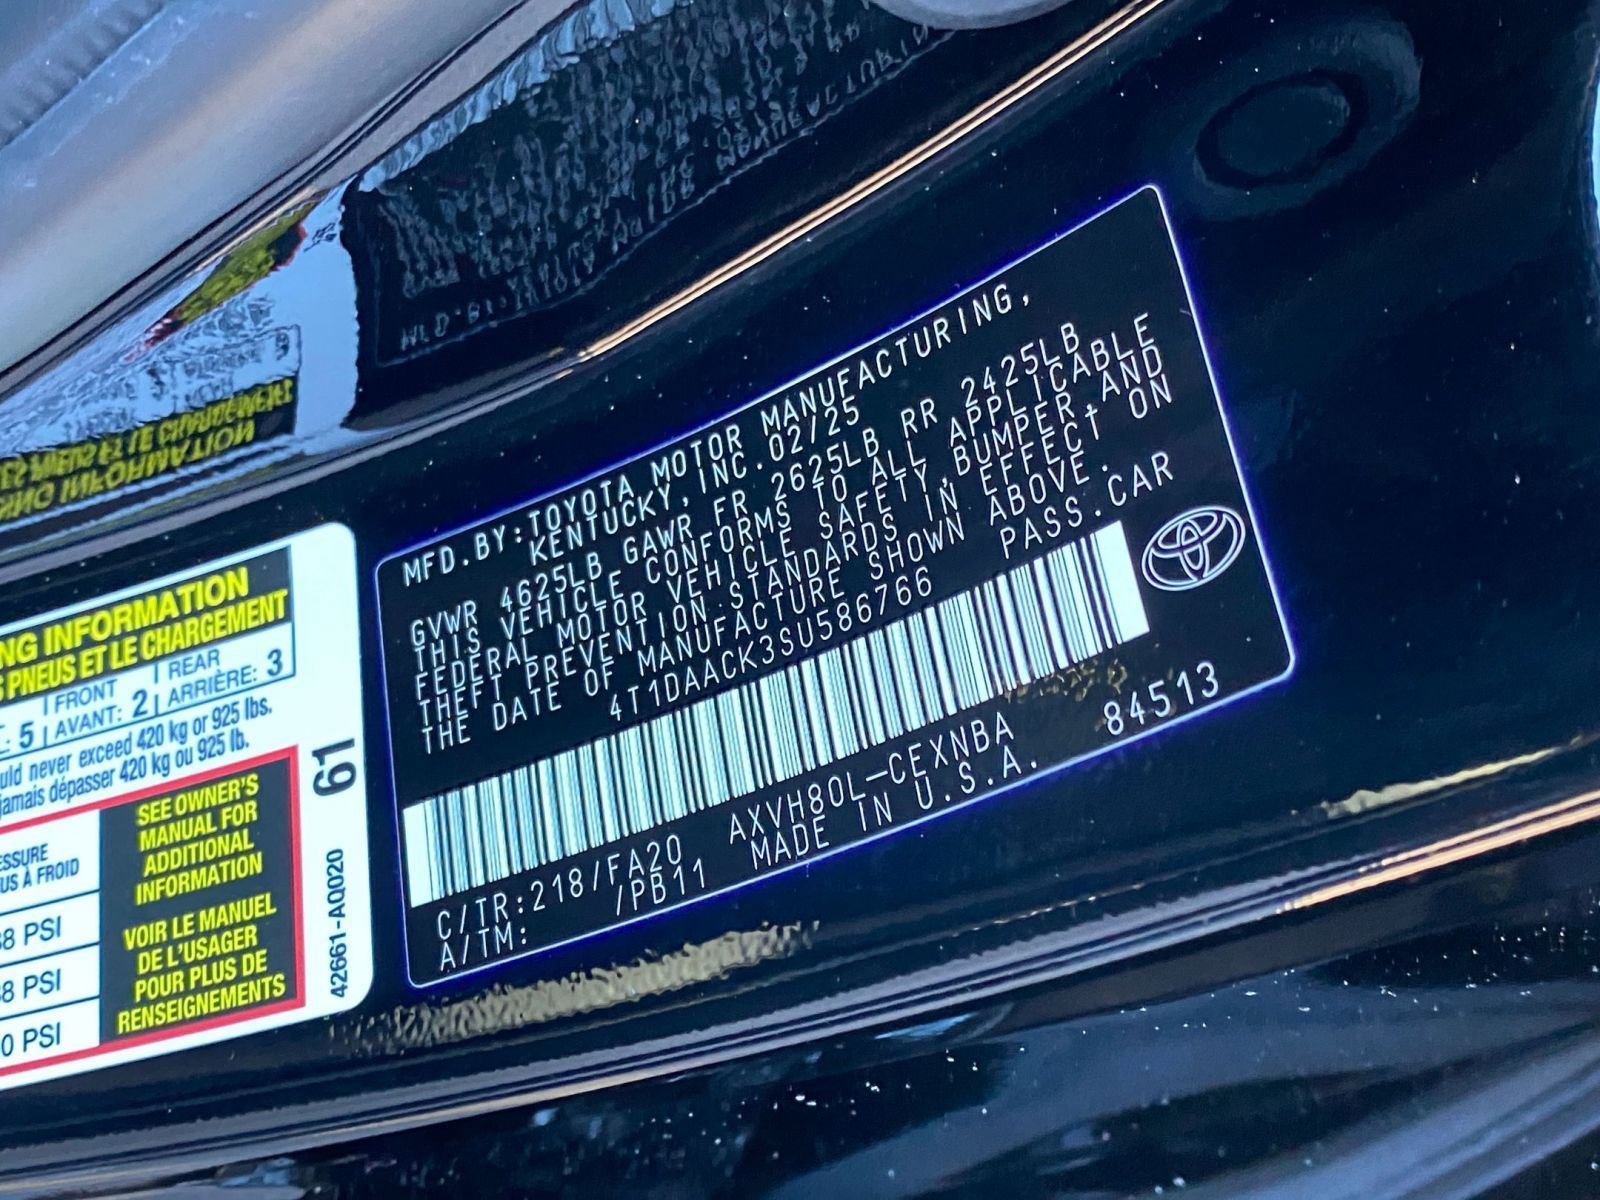 NG INFORMATION
S PNEUS ET LE CHARGEMENT
: 5 FRONT AVANT: 2 REAR ARRIÈRE: 3
uld never exceed 420 kg or 925 lbs.
jamais dépasser 420 kg ou 925 lb.
ESSURE
US À FROID
38 PSI
38 PSI
0 PSI
SEE OWNER'S
MANUAL FOR
ADDITIONAL
INFORMATION
VOIR LE MANUEL
DE L'USAGER
POUR PLUS DE
RENSEIGNEMENTS
61
42661-AQ020
MFD.BY:TOYOTA MOTOR MANUFACTURING,
KENTUCKY,INC.02/25
GVWR 4625LB GAWR FR 2625LB RR 2425LB
THIS VEHICLE CONFORMS TO ALL APPLICABLE
FEDERAL MOTOR VEHICLE SAFETY,BUMPER,AND
THEFT PREVENTION STANDARDS IN EFFECT ON
THE DATE OF MANUFACTURE SHOWN ABOVE.
4T1DAACK3SU586766 PASS.CAR
C/TR:218/FA20 AXVH80L-CEXNBA 84513
A/TM: /PB11 MADE IN U.S.A.